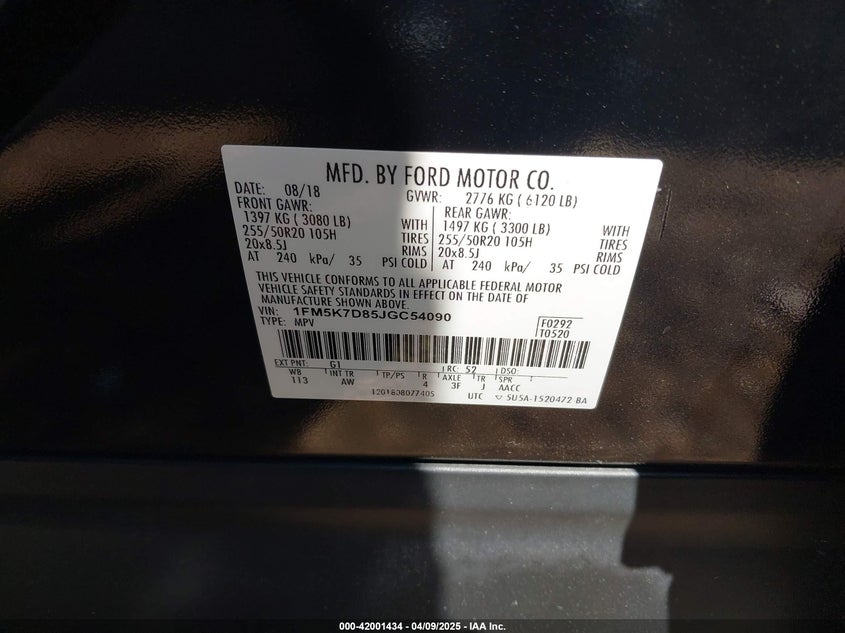 MFD. BY FORD MOTOR CO.
DATE: 08/18 GVWR: 2776 KG ( 6120 LB)
FRONT GAWR: REAR GAWR:
1397 KG ( 3080 LB) WITH 1497 KG ( 3300 LB) WITH
255/50R20 105H TIRES 255/50R20 105H TIRES
20x8.5J RIMS 20x8.5J RIMS
AT 240 kPa/ 35 PSI COLD AT 240 kPa/ 35 PSI COLD
THIS VEHICLE CONFORMS TO ALL APPLICABLE FEDERAL MOTOR
VEHICLE SAFETY STANDARDS IN EFFECT ON THE DATE OF
MANUFACTURE SHOWN ABOVE.
VIN: 1FM5K7D85JGC54090
TYPE: MPV
F0292
T0520
EXT PNT: G1 RC: 52 DSO:
WB INT TR TP/PS R AXLE TR SPR
113 AW 4 3F J AACC
12G1808077405 UTC 5U5A-1520472 BA
000-42001434 - 04/09/2025 - IAA Inc.